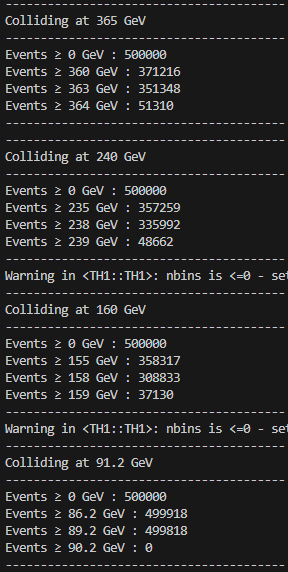 --------------------------------------
Colliding at 365 GeV
--------------------------------------
Events ≥ 0 GeV : 500000
Events ≥ 360 GeV : 371216
Events ≥ 363 GeV : 351348
Events ≥ 364 GeV : 51310
--------------------------------------
--------------------------------------
Colliding at 240 GeV
--------------------------------------
Events ≥ 0 GeV : 500000
Events ≥ 235 GeV : 357259
Events ≥ 238 GeV : 335992
Events ≥ 239 GeV : 48662
--------------------------------------
Warning in <TH1::TH1>: nbins is <=0 - set
--------------------------------------
Colliding at 160 GeV
--------------------------------------
Events ≥ 0 GeV : 500000
Events ≥ 155 GeV : 358317
Events ≥ 158 GeV : 308833
Events ≥ 159 GeV : 37130
--------------------------------------
Warning in <TH1::TH1>: nbins is <=0 - set
--------------------------------------
Colliding at 91.2 GeV
--------------------------------------
Events ≥ 0 GeV : 500000
Events ≥ 86.2 GeV : 499918
Events ≥ 89.2 GeV : 499818
Events ≥ 90.2 GeV : 0
--------------------------------------